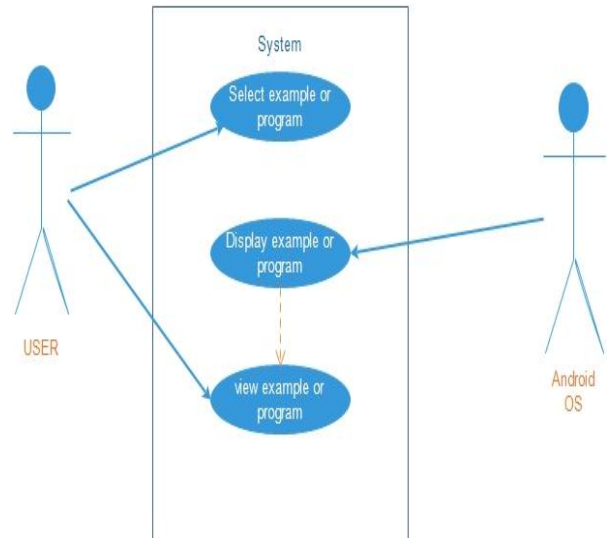 System
Select example or
program
Display example or
program
USER
view example or
program
Android
OS